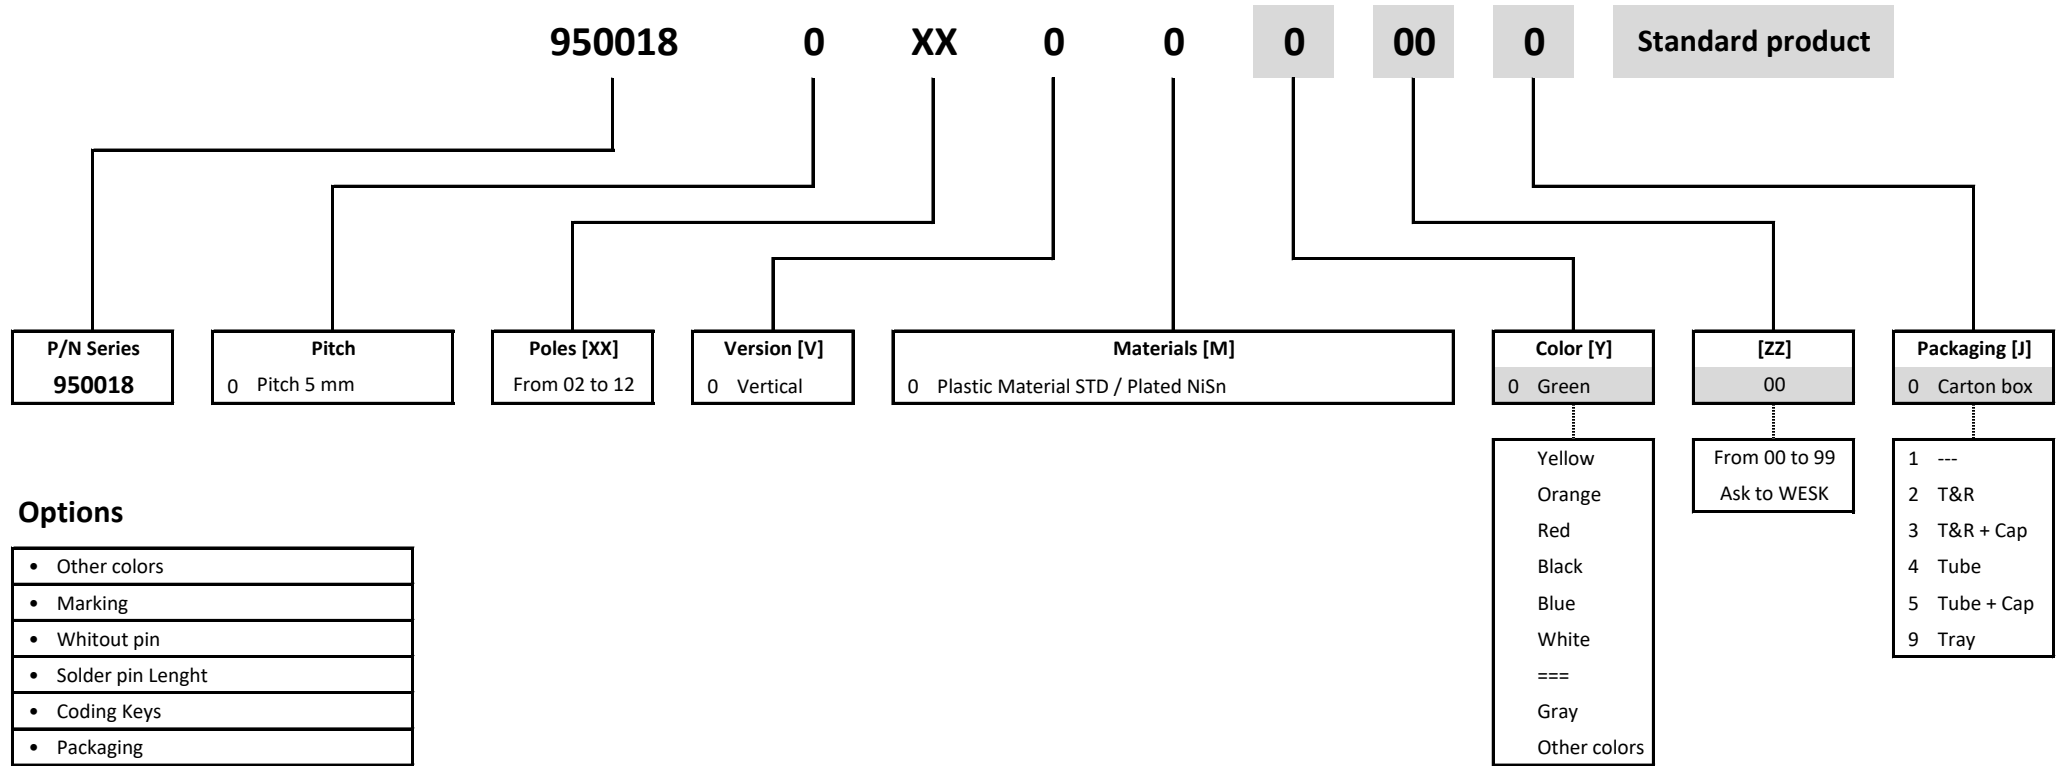 950018 0 XX 0 0 0 00 0 Standard product
P/N Series
950018
Pitch
0 Pitch 5 mm
Poles [XX]
From 02 to 12
Version [V]
0 Vertical
Materials [M]
0 Plastic Material STD / Plated NiSn
Color [Y]
0 Green
Yellow
Orange
Red
Black
Blue
White
===
Gray
Other colors
[ZZ]
00
From 00 to 99
Ask to WESK
Packaging [J]
0 Carton box
1 ---
2 T&R
3 T&R + Cap
4 Tube
5 Tube + Cap
9 Tray
Options
• Other colors
• Marking
• Whitout pin
• Solder pin Lenght
• Coding Keys
• Packaging